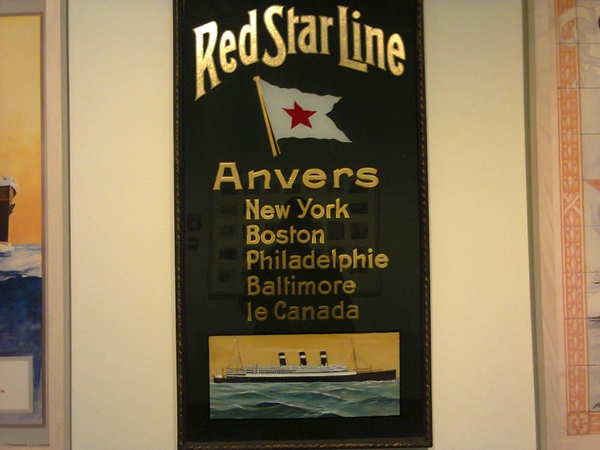 Red Star Line
Anvers
New York
Boston
Philadelphie
Baltimore
le Canada